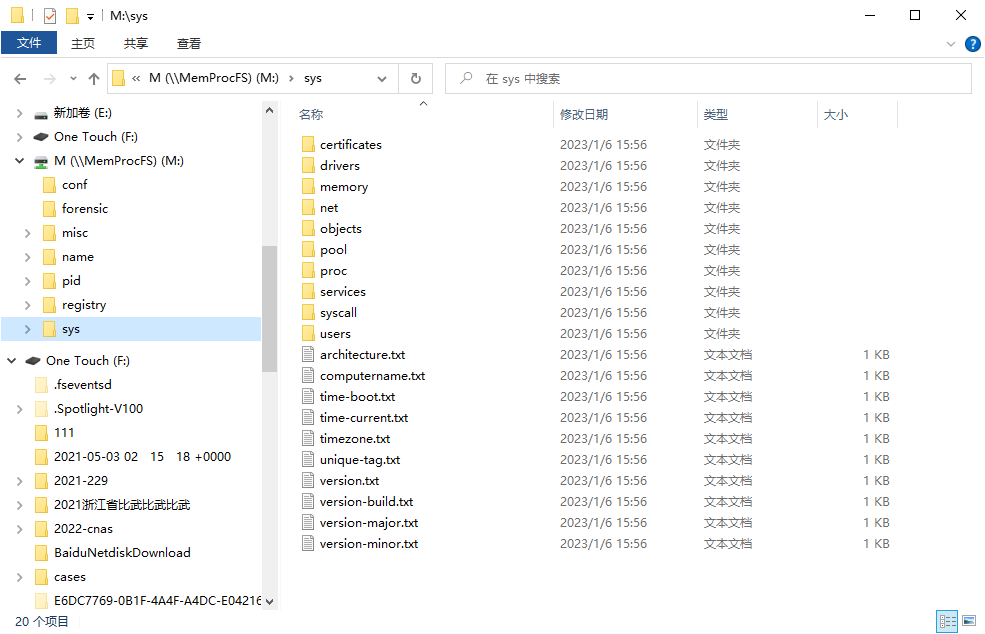 M:\sys
文件 主页 共享 查看
« M (\\MemProcFS) (M:) › sys
在 sys 中搜索
新加卷 (E:)
One Touch (F:)
M (\\MemProcFS) (M:)
conf
forensic
misc
name
pid
registry
sys
One Touch (F:)
.fseventsd
.Spotlight-V100
111
2021-05-03 02 15 18 +0000
2021-229
2021浙江省比武比武比武
2022-cnas
BaiduNetdiskDownload
cases
E6DC7769-0B1F-4A4F-A4DC-E04216
名称 修改日期 类型 大小
certificates 2023/1/6 15:56 文件夹
drivers 2023/1/6 15:56 文件夹
memory 2023/1/6 15:56 文件夹
net 2023/1/6 15:56 文件夹
objects 2023/1/6 15:56 文件夹
pool 2023/1/6 15:56 文件夹
proc 2023/1/6 15:56 文件夹
services 2023/1/6 15:56 文件夹
syscall 2023/1/6 15:56 文件夹
users 2023/1/6 15:56 文件夹
architecture.txt 2023/1/6 15:56 文本文档 1 KB
computername.txt 2023/1/6 15:56 文本文档 1 KB
time-boot.txt 2023/1/6 15:56 文本文档 1 KB
time-current.txt 2023/1/6 15:56 文本文档 1 KB
timezone.txt 2023/1/6 15:56 文本文档 1 KB
unique-tag.txt 2023/1/6 15:56 文本文档 1 KB
version.txt 2023/1/6 15:56 文本文档 1 KB
version-build.txt 2023/1/6 15:56 文本文档 1 KB
version-major.txt 2023/1/6 15:56 文本文档 1 KB
version-minor.txt 2023/1/6 15:56 文本文档 1 KB
20 个项目